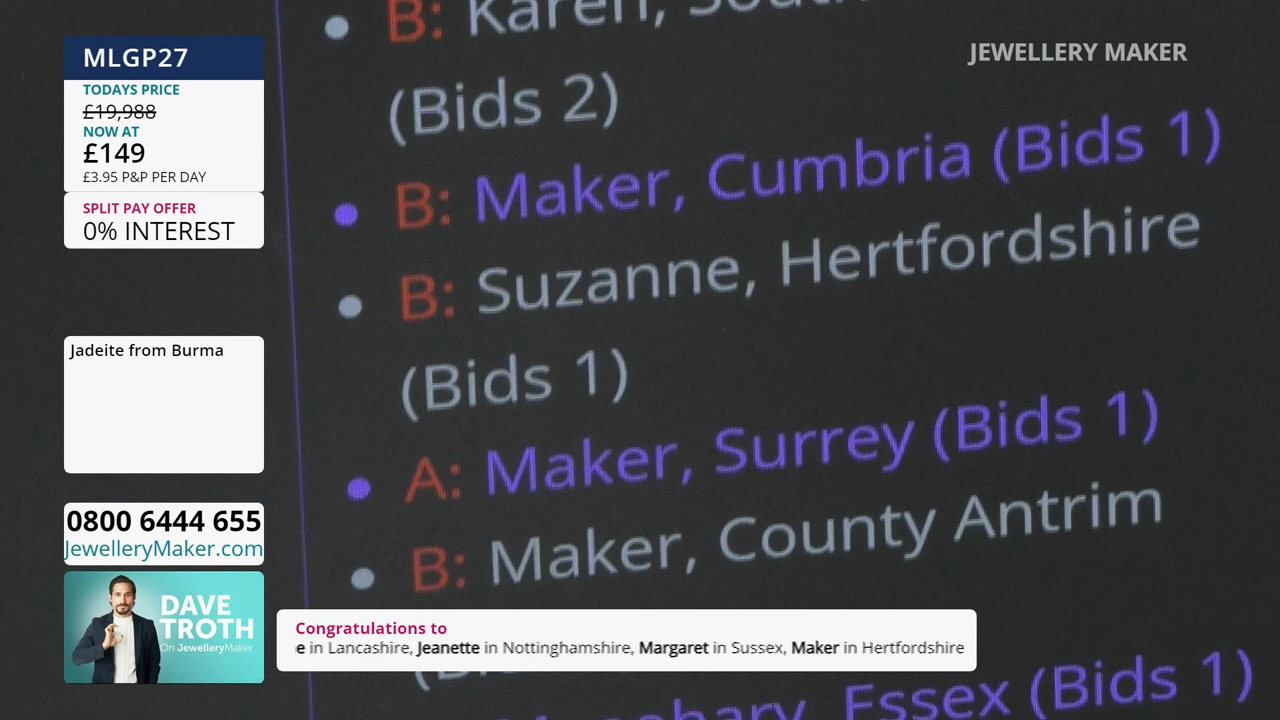 MLGP27
TODAYS PRICE
£19,988
NOW AT
£149
£3.95 P&P PER DAY
SPLIT PAY OFFER
0% INTEREST
Jadeite from Burma
0800 6444 655
JewelleryMaker.com
DAVE
TROTH
On JewelleryMaker
JEWELLERY MAKER
B: Karen,
(Bids 2)
B: Maker, Cumbria (Bids 1)
B: Suzanne, Hertfordshire
(Bids 1)
A: Maker, Surrey (Bids 1)
B: Maker, County Antrim
Essex (Bids 1)
Congratulations to
e in Lancashire, Jeanette in Nottinghamshire, Margaret in Sussex, Maker in Hertfordshire